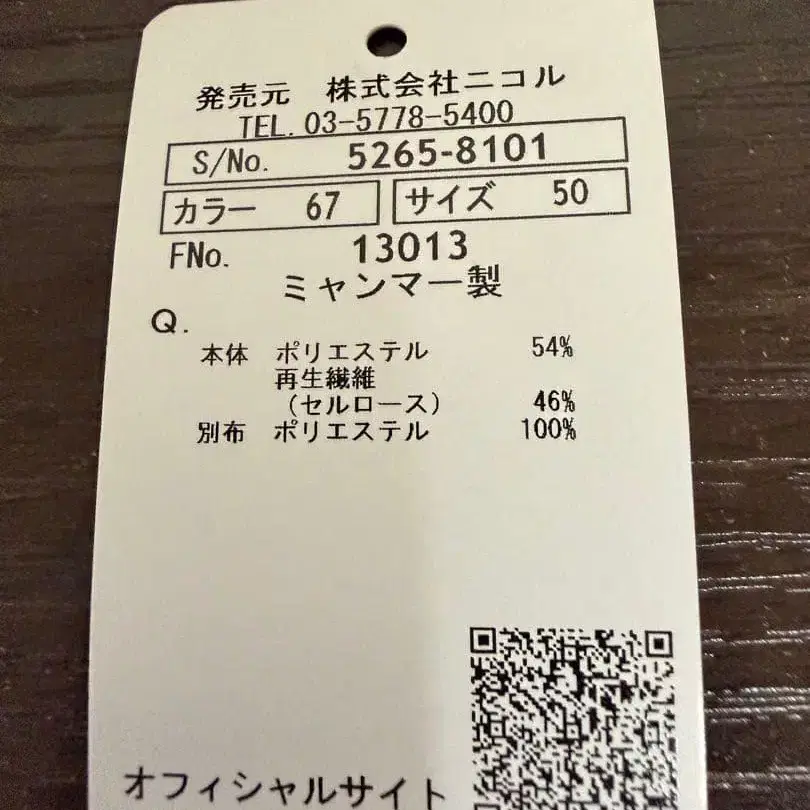 発売元 株式会社ニコル
TEL. 03-5778-5400
S/No. 5265-8101
カラー 67 サイズ 50
FNo. 13013
ミャンマー製
Q.
本体 ポリエステル 54%
再生繊維
(セルロース) 46%
別布 ポリエステル 100%
オフィシャルサイト